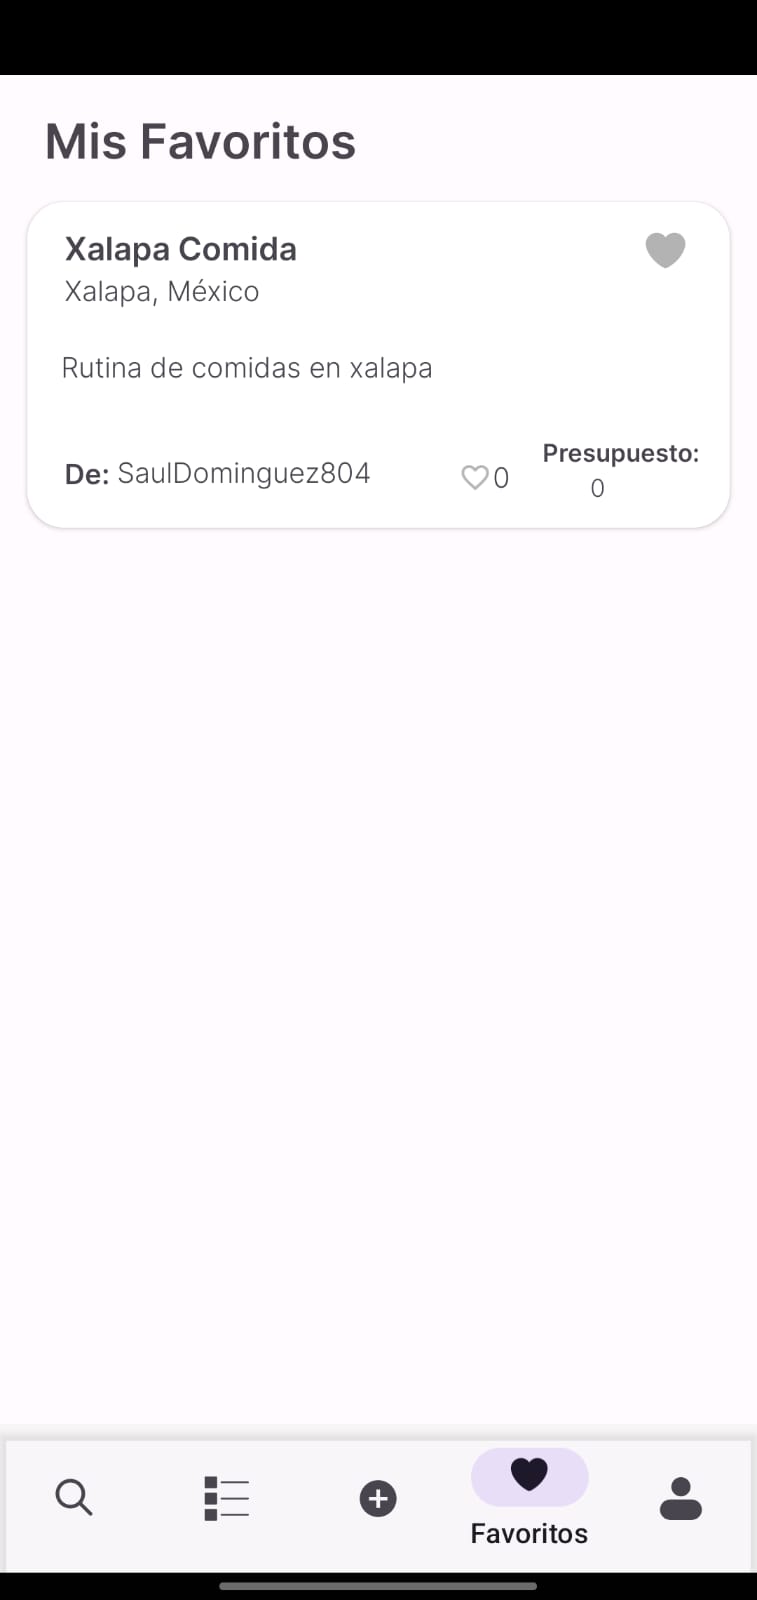 Mis Favoritos
Xalapa Comida
Xalapa, México
Rutina de comidas en xalapa
De: SaulDominguez804
0
Presupuesto:
0
Favoritos